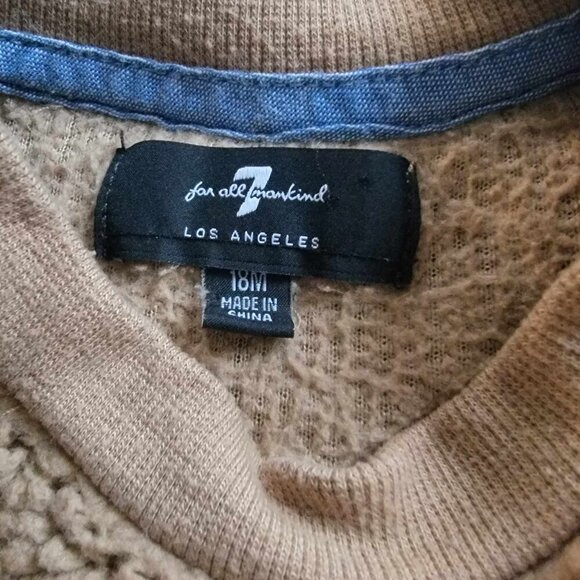 7
for all mankind
LOS ANGELES
18M
MADE IN
CHINA